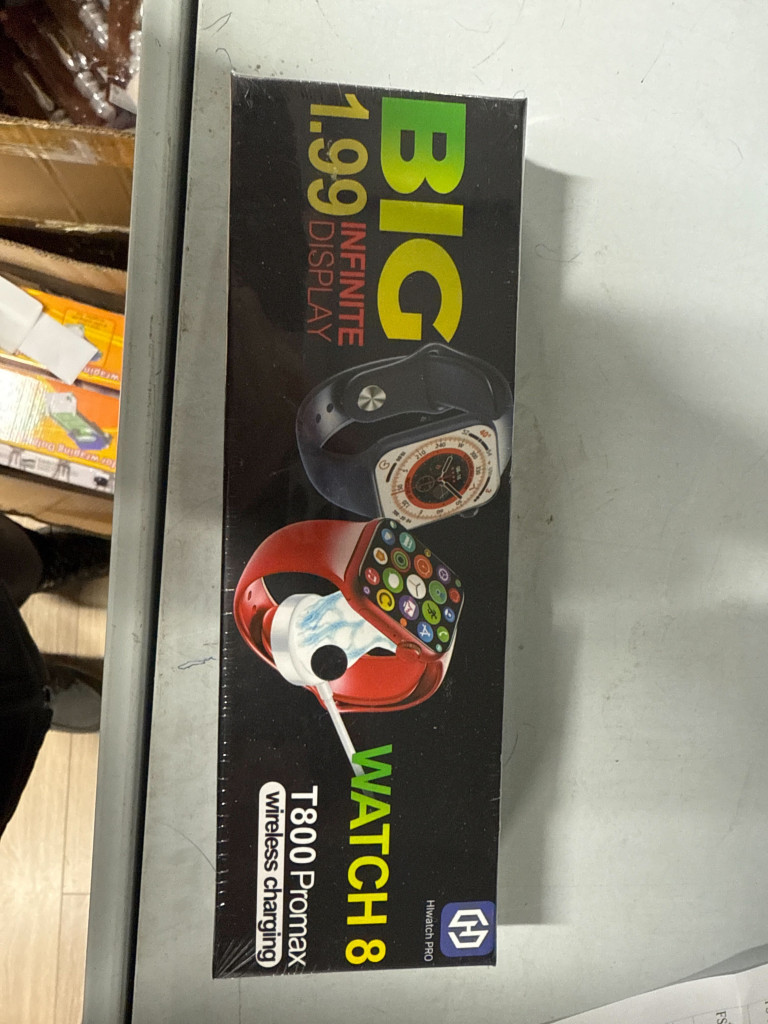 BIG
1.99 INFINITE
DISPLAY
WATCH 8
T800 Promax
wireless charging
HIwatch PRO